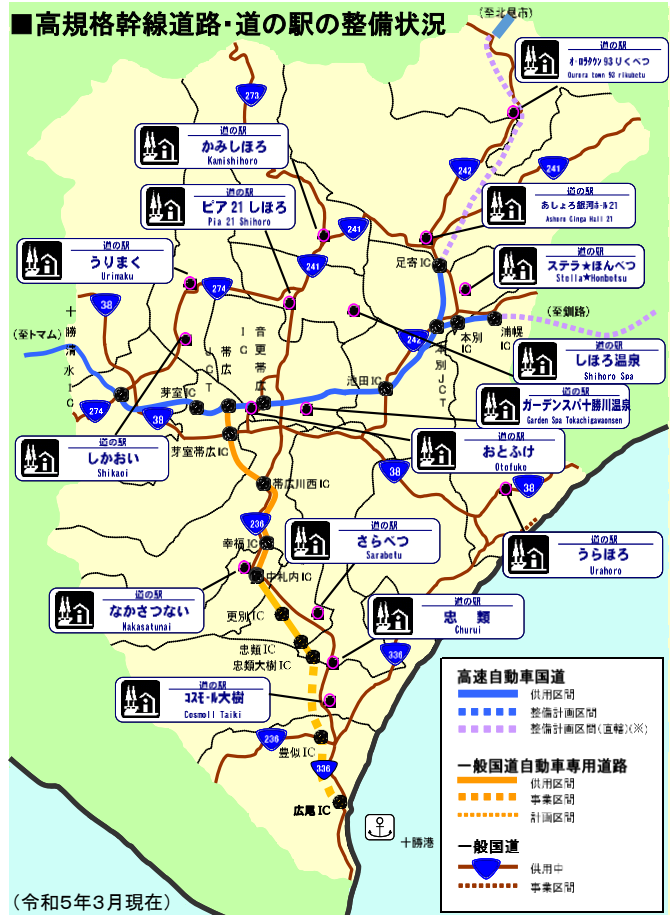 ■高規格幹線道路・道の駅の整備状況
(至北見市)
道の駅
オーロラタウン93りくべつ
Ourora town 93 rikubetu
273
道の駅
かみしほろ
Kamishihoro
242
241
道の駅
ピア21しほろ
Pia 21 Shihoro
道の駅
あしょろ銀河ホール21
Ashoro Ginga Hall 21
241
道の駅
うりまく
Urimaku
241
足寄IC
道の駅
ステラ★ほんべつ
Stella★Honbetsu
274
38
十勝清水IC
(至トマム)
帯広JCT
音更帯広IC
242
本別JCT
本別IC
浦幌IC
(至釧路)
道の駅
しほろ温泉
Shihoro Spa
274
38
芽室IC
池田IC
道の駅
ガーデンスパ十勝川温泉
Garden Spa Tokachigawaonsen
道の駅
しかおい
Shikaoi
芽室帯広IC
道の駅
おとふけ
Otofuke
38
38
帯広川西IC
236
道の駅
さらべつ
Sarabetu
道の駅
うらほろ
Urahoro
幸福IC
中札内IC
道の駅
なかさつない
Nakasatunai
更別IC
道の駅
忠類
Churui
忠類IC
忠類大樹IC
336
道の駅
コスモール大樹
Cosmoll Taiki
236
豊似IC
336
広尾IC
十勝港
高速自動車国道
供用区間
整備計画区間
整備計画区間(直轄)(※)
一般国道自動車専用道路
供用区間
事業区間
計画区間
一般国道
供用中
事業区間
(令和5年3月現在)